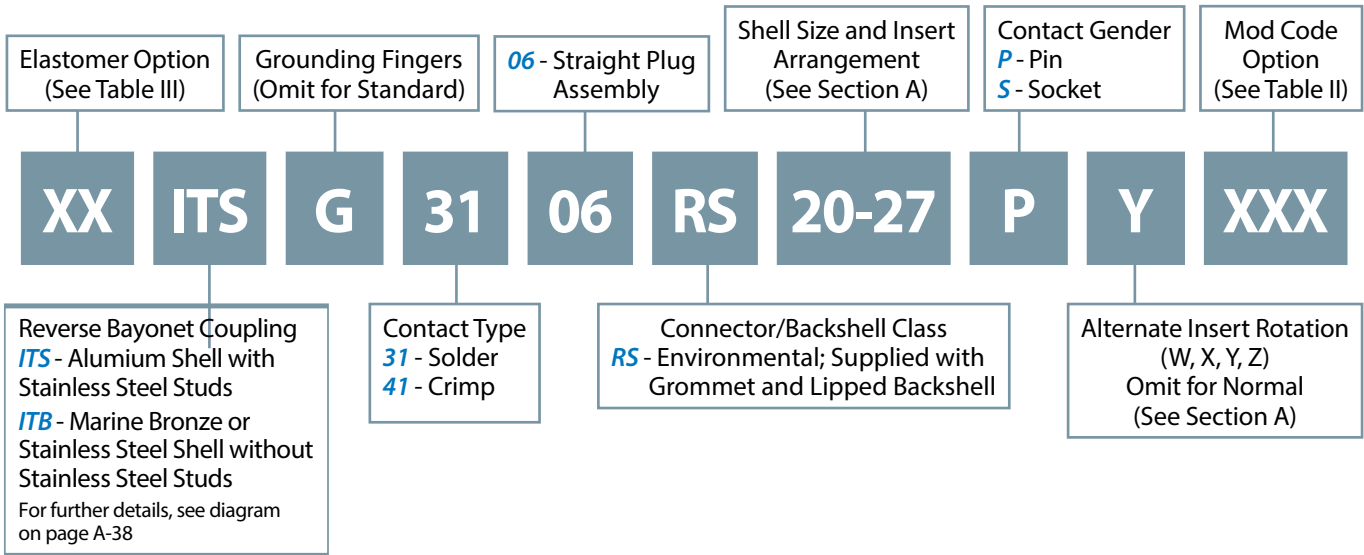 Elastomer Option
(See Table III)
Grounding Fingers
(Omit for Standard)
06 - Straight Plug
Assembly
Shell Size and Insert
Arrangement
(See Section A)
Contact Gender
P - Pin
S - Socket
Mod Code
Option
(See Table II)
XX ITS G 31 06 RS 20-27 P Y XXX
Reverse Bayonet Coupling
ITS - Alumium Shell with
Stainless Steel Studs
ITB - Marine Bronze or
Stainless Steel Shell without
Stainless Steel Studs
For further details, see diagram
on page A-38
Contact Type
31 - Solder
41 - Crimp
Connector/Backshell Class
RS - Environmental; Supplied with
Grommet and Lipped Backshell
Alternate Insert Rotation
(W, X, Y, Z)
Omit for Normal
(See Section A)